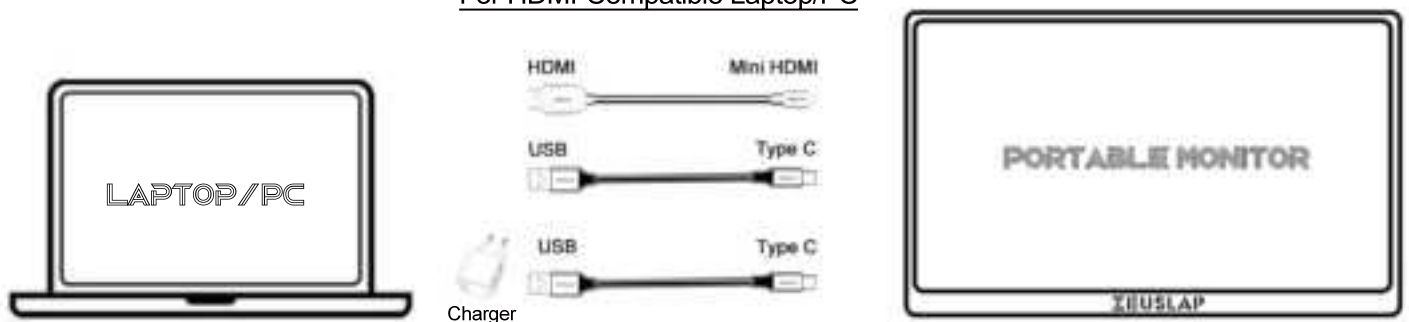 For HDMI Compatible Laptop/PC
HDMI Mini HDMI
USB Type C
LAPTOP/PC
PORTABLE MONITOR
USB Type C
Charger
ZEUSLAP